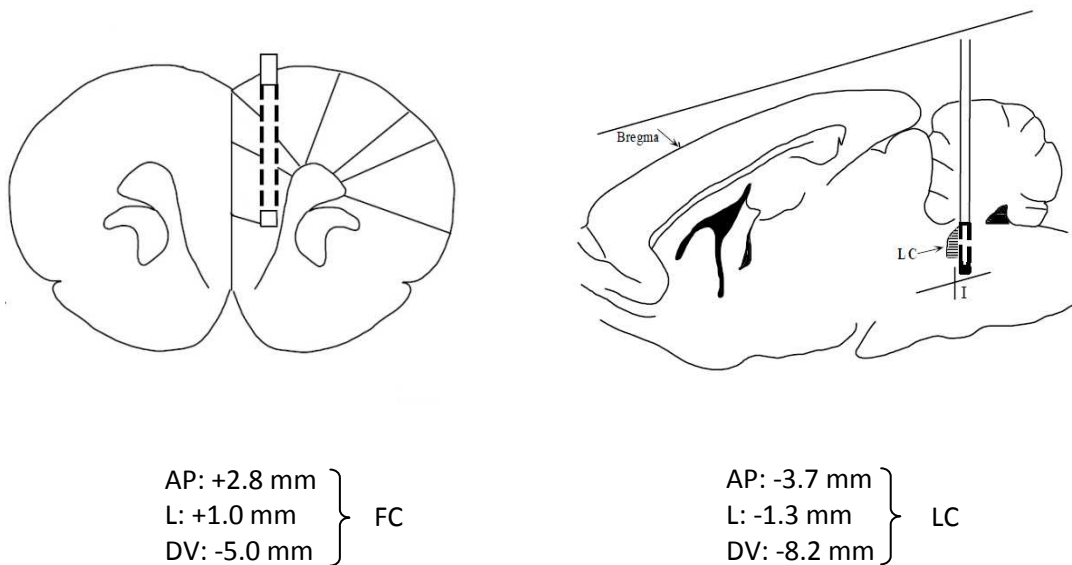 Bregma
LC
I
AP: +2.8 mm
L: +1.0 mm
DV: -5.0 mm
FC
AP: -3.7 mm
L: -1.3 mm
DV: -8.2 mm
LC